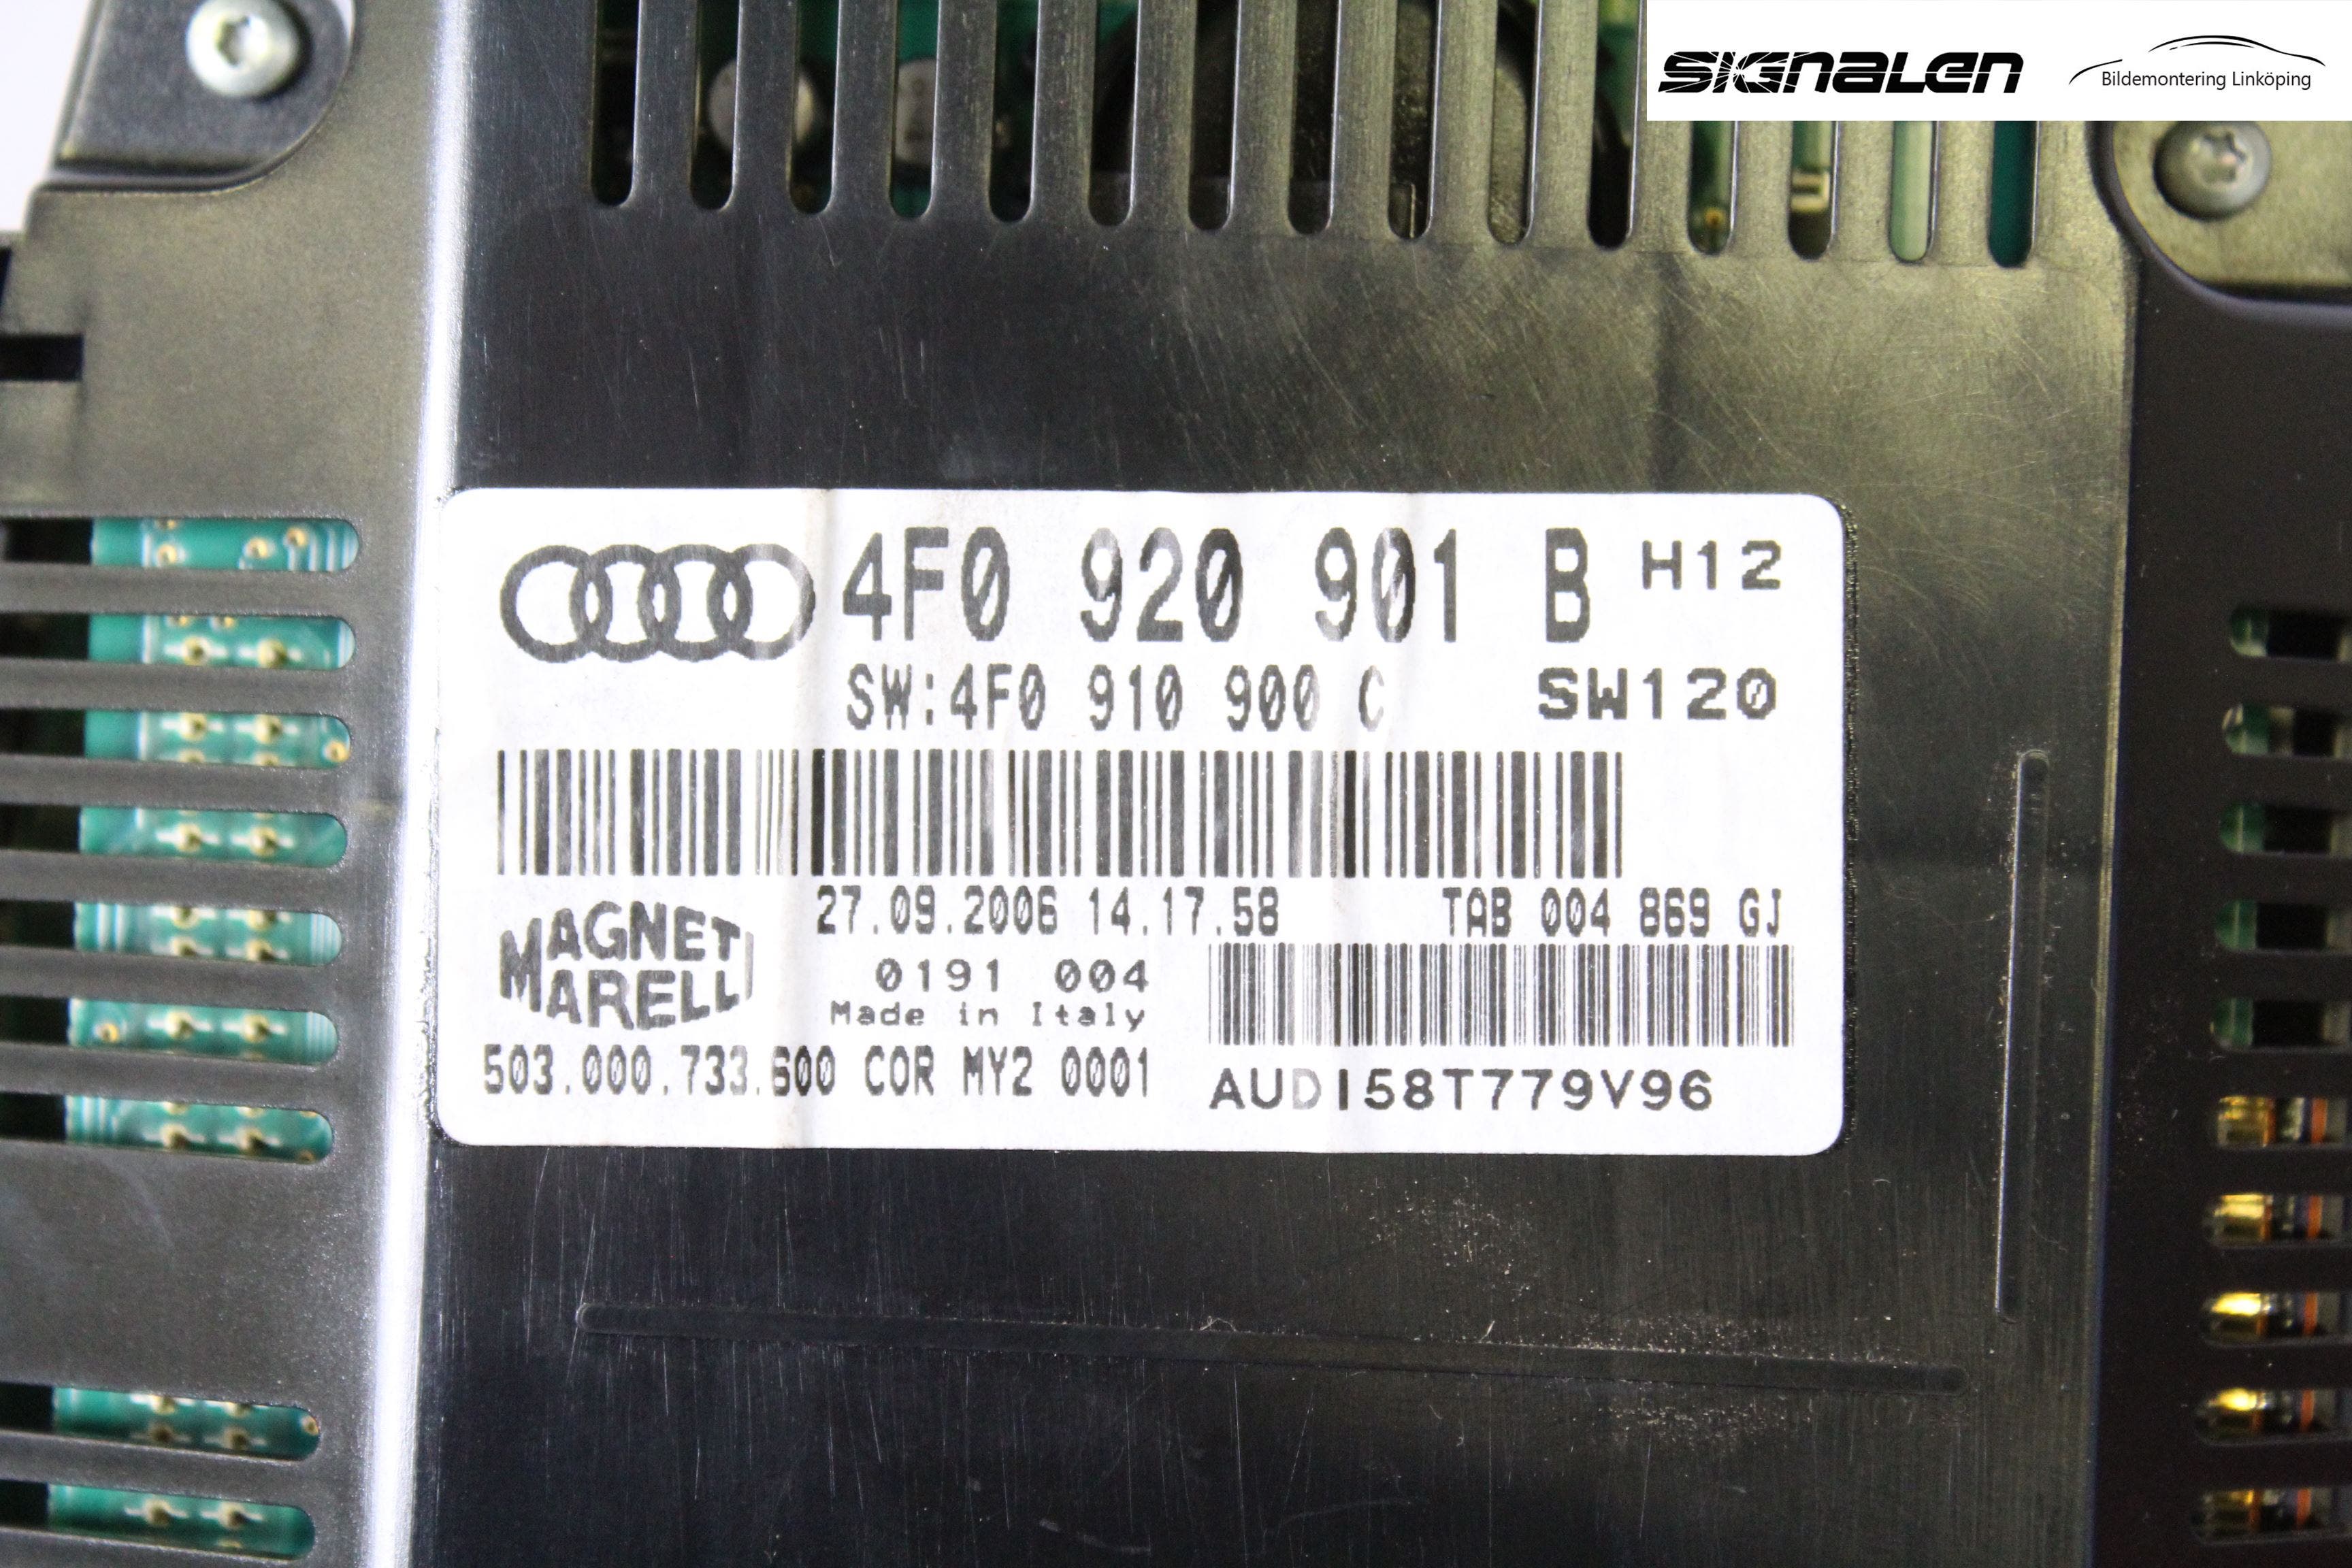 SIGNALEN
Bildemontering Linköping
4F0 920 901 B H12
SW:4F0 910 900 C SW120
27.09.2006 14.17.58 TAB 004 869 GJ
MAGNETI
MARELLI
0191 004
Made in Italy
503.000.733.600 COR MY2 0001
AUDI58T779V96